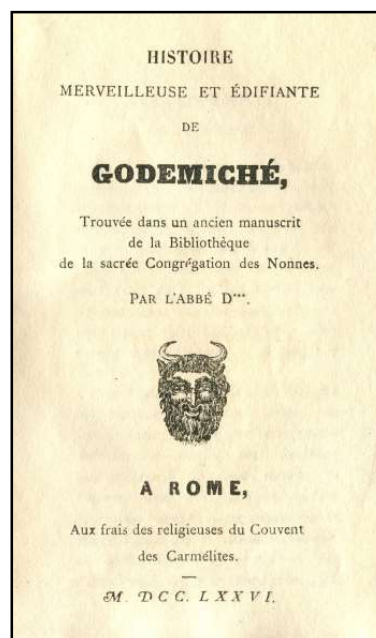 HISTOIRE
MERVEILLEUSE ET ÉDIFIANTE
DE
GODEMICHÉ,
Trouvée dans un ancien manuscrit
de la Bibliothèque
de la sacrée Congrégation des Nonnes.
PAR L'ABBÉ D***.
A ROME,
Aux frais des religieuses du Couvent
des Carmélites.
M. DCC. LXXVI.